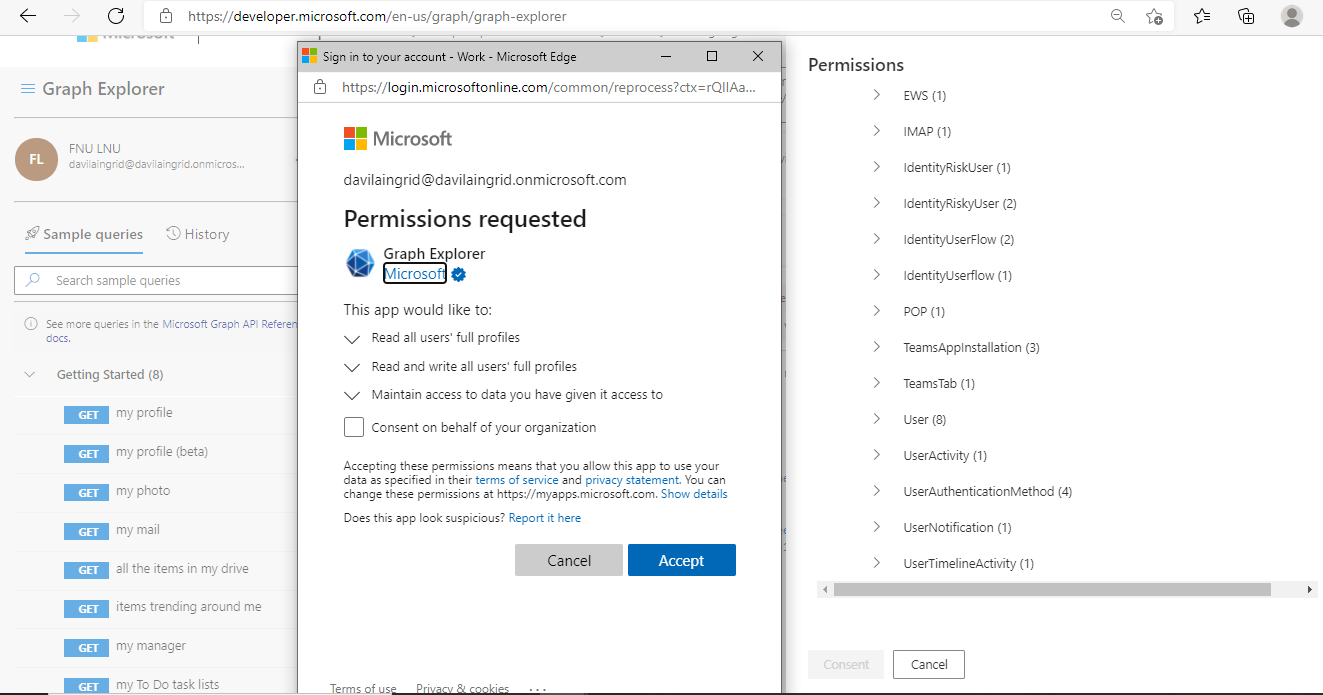 https://developer.microsoft.com/en-us/graph/graph-explorer
Microsoft
Graph Explorer
FL
FNU LNU
davilaingrid@davilaingrid.onmicros...
Sample queries
History
Search sample queries
See more queries in the Microsoft Graph API Referen
docs.
Getting Started (8)
GET my profile
GET my profile (beta)
GET my photo
GET my mail
GET all the items in my drive
GET items trending around me
GET my manager
GET my To Do task lists
Sign in to your account - Work - Microsoft Edge
https://login.microsoftonline.com/common/reprocess?ctx=rQIIAa...
Microsoft
davilaingrid@davilaingrid.onmicrosoft.com
Permissions requested
Graph Explorer
Microsoft
This app would like to:
Read all users' full profiles
Read and write all users' full profiles
Maintain access to data you have given it access to
Consent on behalf of your organization
Accepting these permissions means that you allow this app to use your
data as specified in their terms of service and privacy statement. You can
change these permissions at https://myapps.microsoft.com. Show details
Does this app look suspicious? Report it here
Cancel
Accept
Terms of use
Privacy & cookies
...
Permissions
EWS (1)
IMAP (1)
IdentityRiskUser (1)
IdentityRiskyUser (2)
IdentityUserFlow (2)
IdentityUserflow (1)
POP (1)
TeamsAppInstallation (3)
TeamsTab (1)
User (8)
UserActivity (1)
UserAuthenticationMethod (4)
UserNotification (1)
UserTimelineActivity (1)
Consent
Cancel